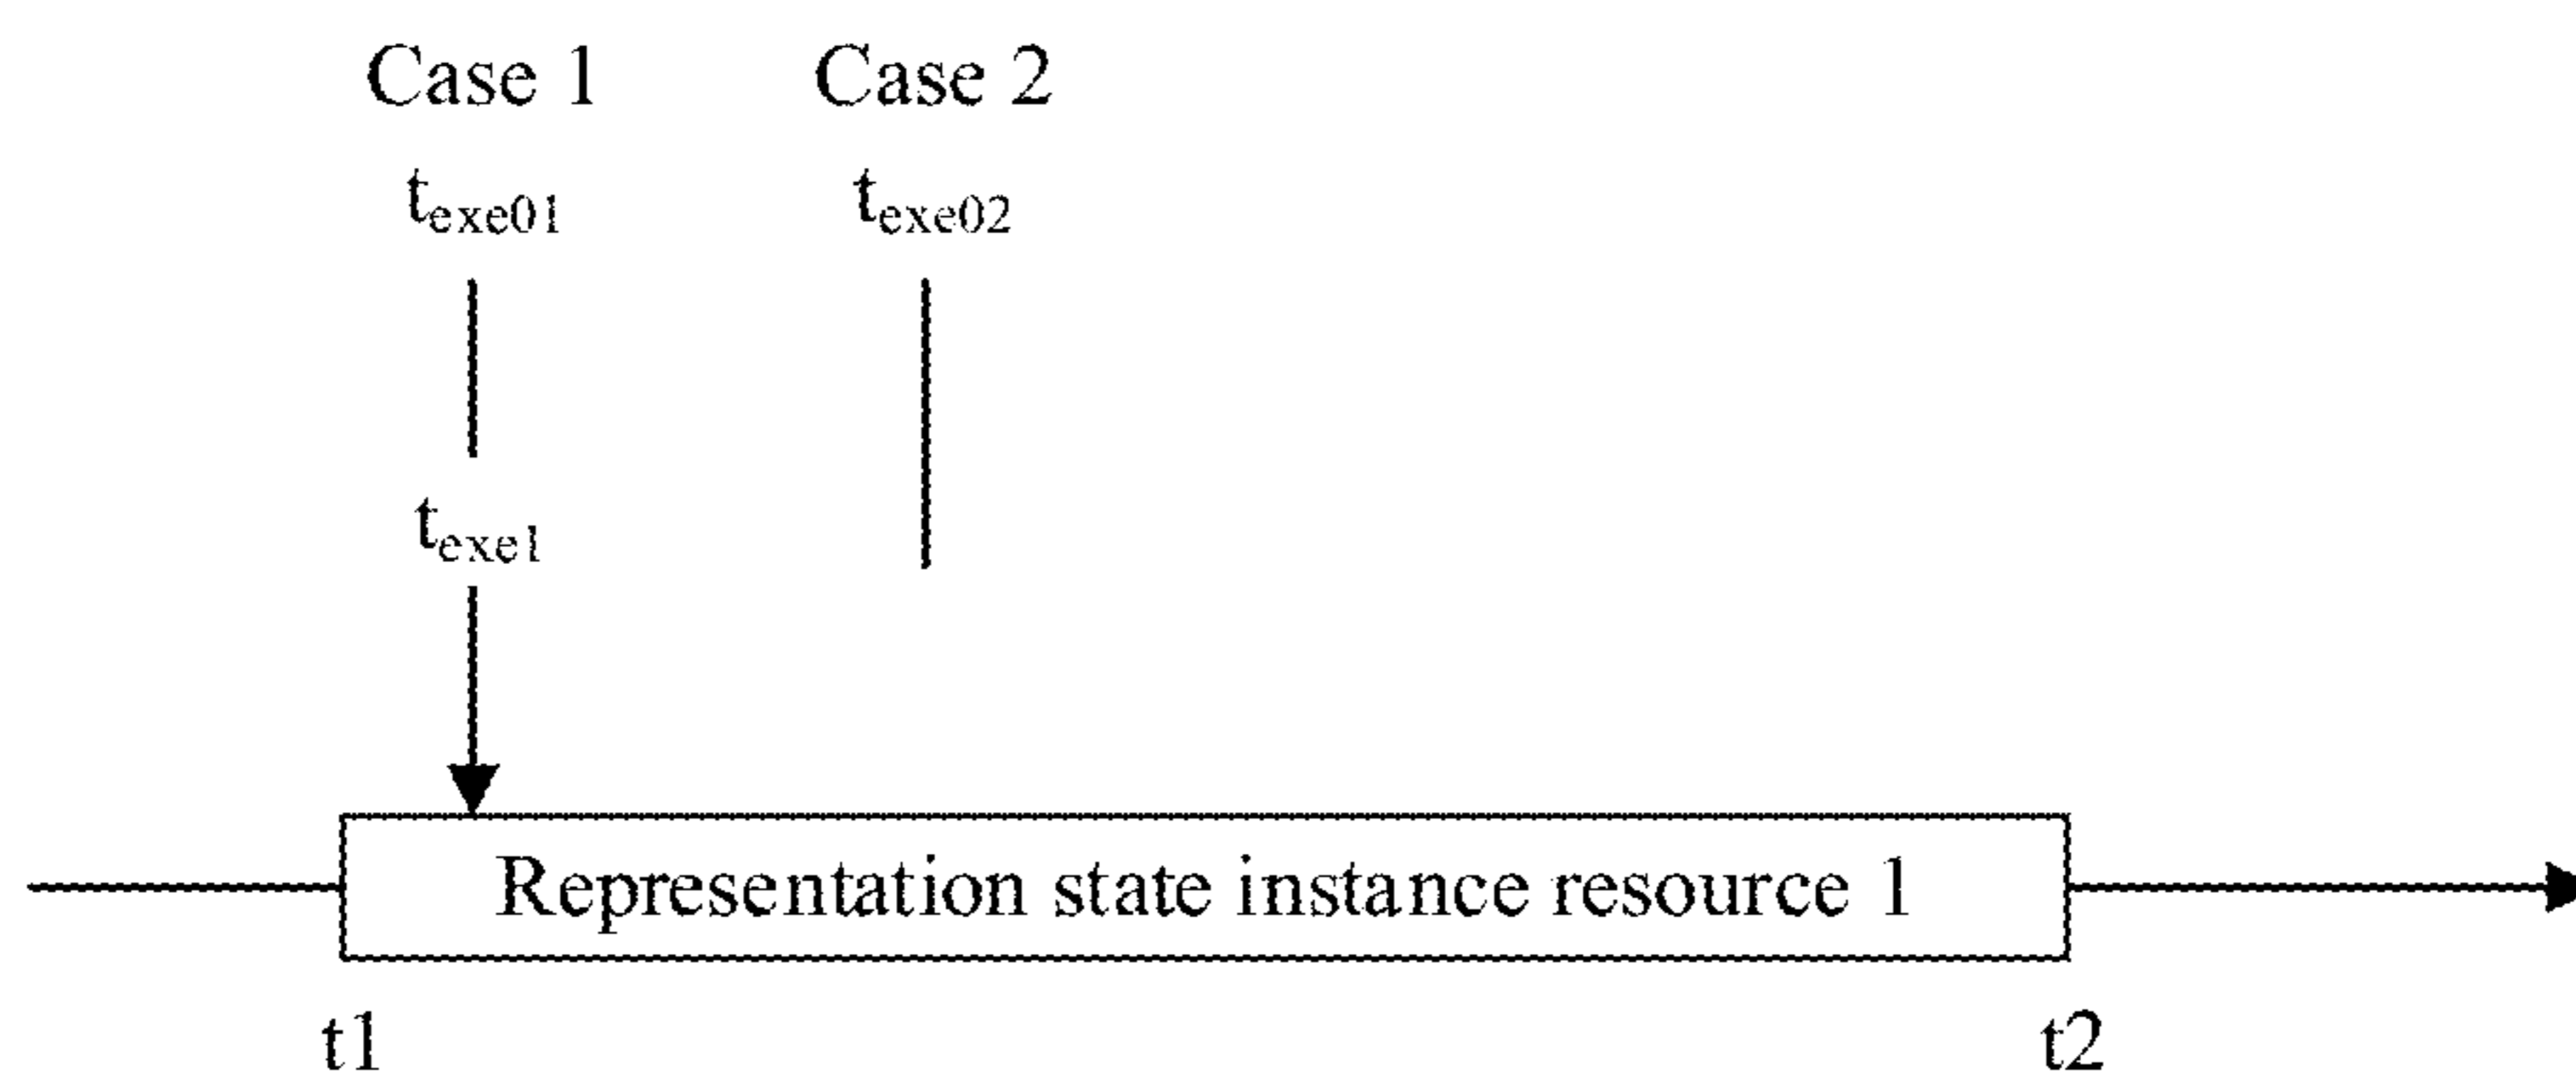 Case 1 Case 2
texe01 texe02
texe1
Representation state instance resource 1
t1 t2